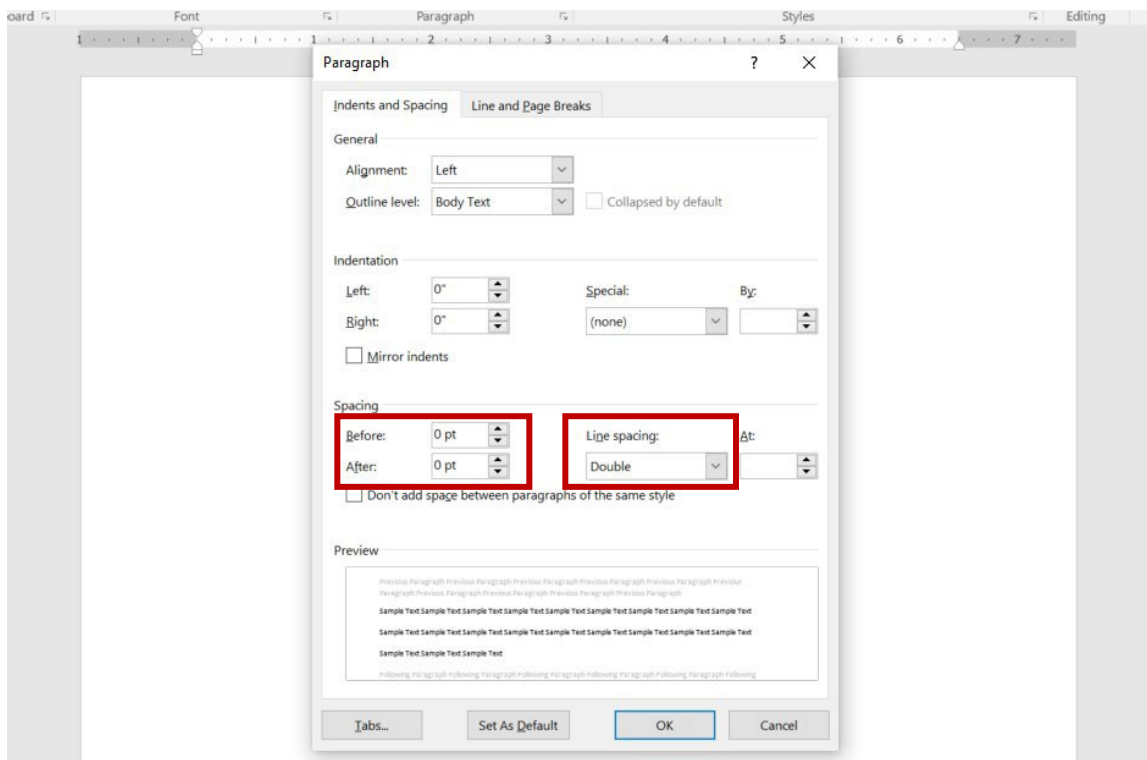 oard Font Paragraph Styles Editing
1 1 2 3 4 5 6 7
Paragraph ?
Indents and Spacing Line and Page Breaks
General
Alignment: Left
Outline level: Body Text Collapsed by default
Indentation
Left: 0" Special: By:
Right: 0" (none)
Mirror indents
Spacing
Before: 0 pt Line spacing: At:
After: 0 pt Double
Don't add space between paragraphs of the same style
Preview
Previous Paragraph Previous Paragraph Previous Paragraph Previous Paragraph Previous Paragraph Previous
Paragraph Previous Paragraph Previous Paragraph Previous Paragraph Previous Paragraph
Sample Text Sample Text Sample Text Sample Text Sample Text Sample Text Sample Text Sample Text Sample Text
Sample Text Sample Text Sample Text Sample Text Sample Text Sample Text Sample Text Sample Text Sample Text
Sample Text Sample Text Sample Text
Following Paragraph Following Paragraph Following Paragraph Following Paragraph Following Paragraph Following
Tabs... Set As Default OK Cancel